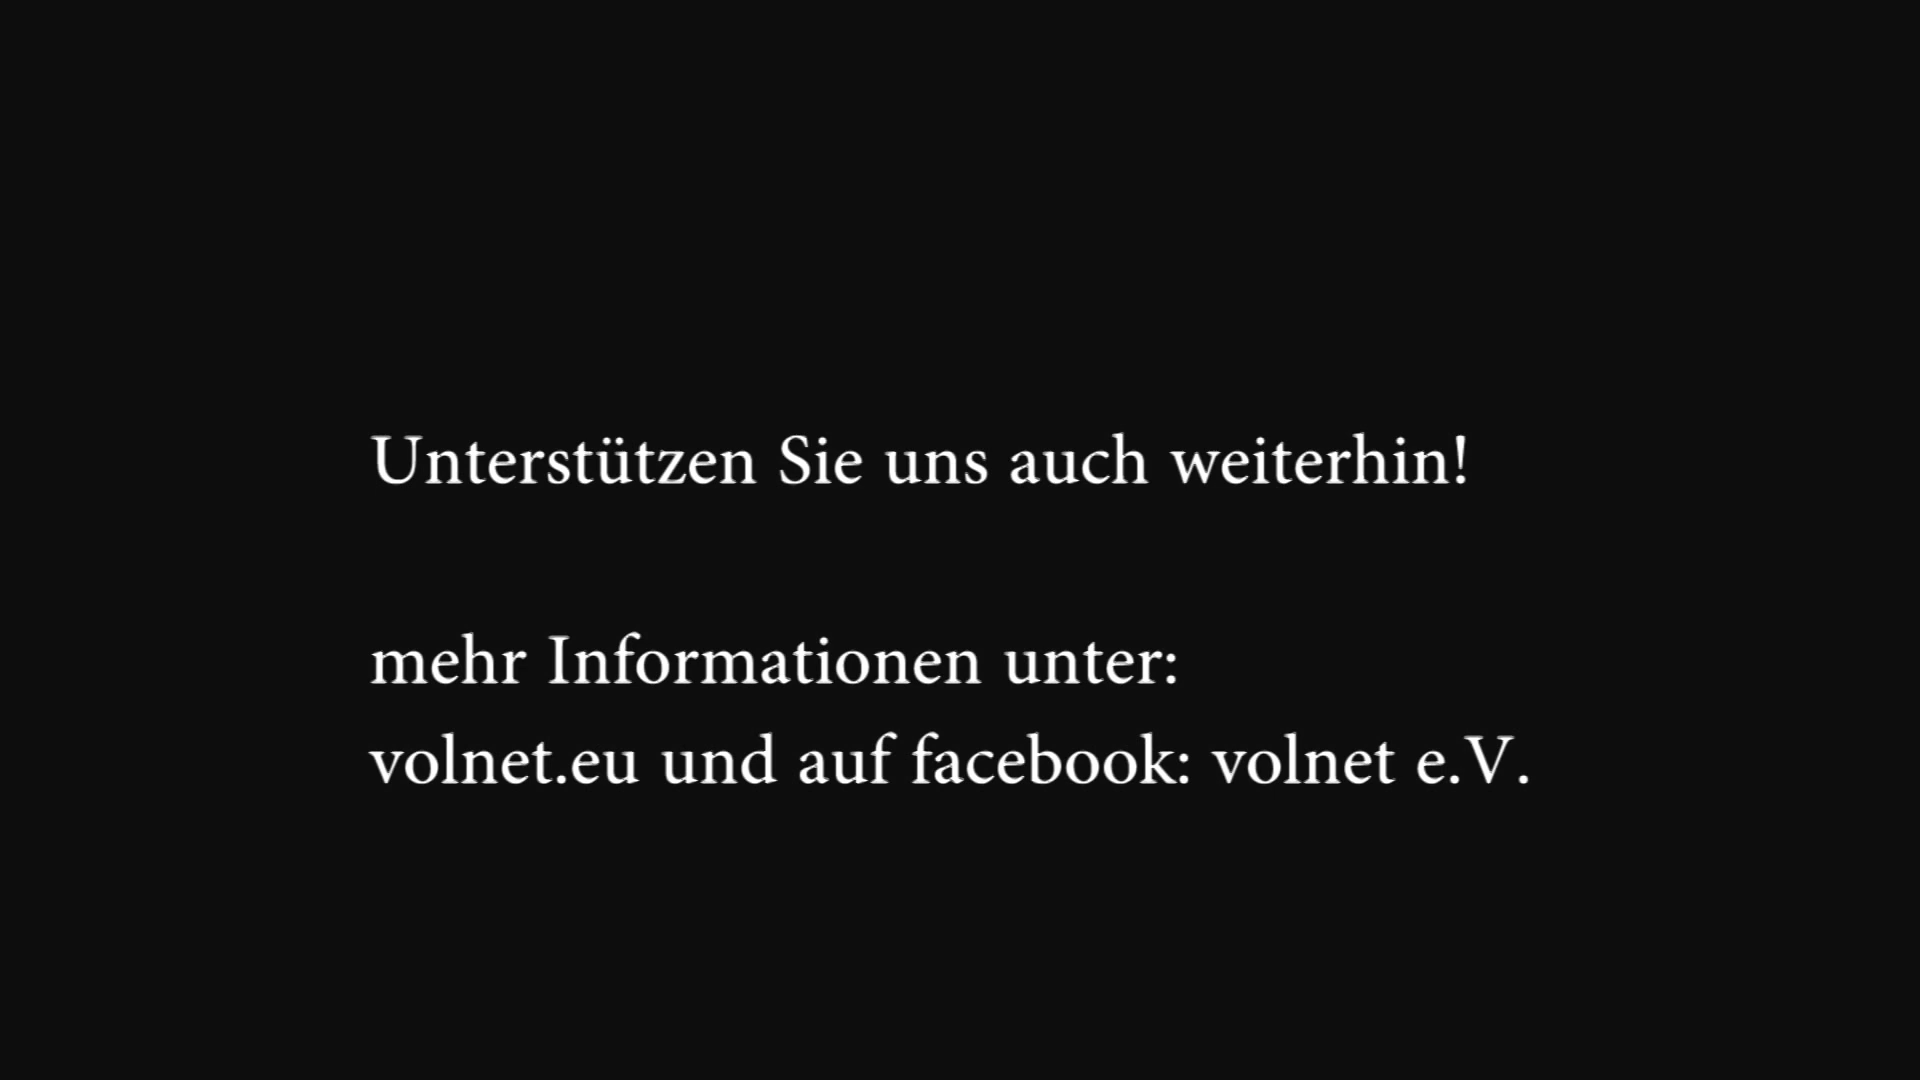 Unterstützen Sie uns auch weiterhin!
mehr Informationen unter:
volnet.eu und auf facebook: volnet e.V.